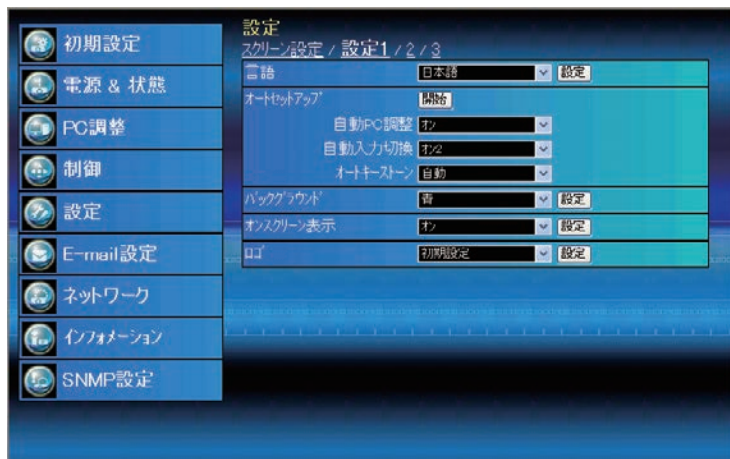 初期設定
電源 & 状態
PC調整
制御
設定
E-mail設定
ネットワーク
インフォメーション
SNMP設定
設定
スクリーン設定 / 設定1 / 2 / 3
言語 日本語 設定
オートセットアップ 開始
自動PC調整 オン
自動入力切換 オン2
オートキーストーン 自動
バックグラウンド 青 設定
オンスクリーン表示 オン 設定
ロゴ 初期設定 設定